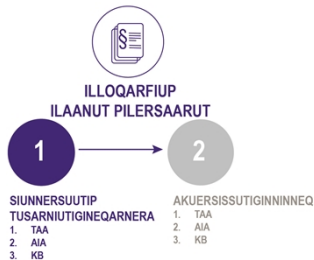 ILLOQARFIUP
ILAANUT PILERSAARUT
1
2
SIUNNERSUUTIP
TUSARNIUTIGINEQARNERA
1. TAA
2. AIA
3. KB
AKUERSISSUTIGINNINNEQ
1. TAA
2. AIA
3. KB